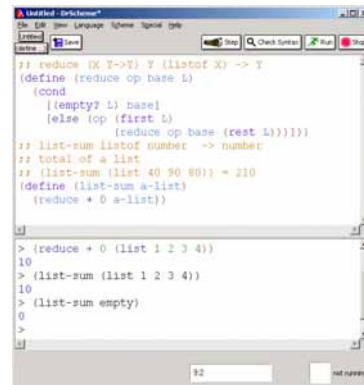 Untitled - DrScheme*
File Edit View Language Scheme Special Help
Untitled
(define ...)
Save
Step
Check Syntax
Run
Stop
;; reduce (X Y->Y) Y (listof X) -> Y
(define (reduce op base L)
(cond
[(empty? L) base]
[else (op (first L)
(reduce op base (rest L)))]))
;; list-sum listof number -> number
;; total of a list
;; (list-sum (list 40 90 80)) = 210
(define (list-sum a-list)
(reduce + 0 a-list))
> (reduce + 0 (list 1 2 3 4))
10
> (list-sum (list 1 2 3 4))
10
> (list-sum empty)
0
>
9:2
not running